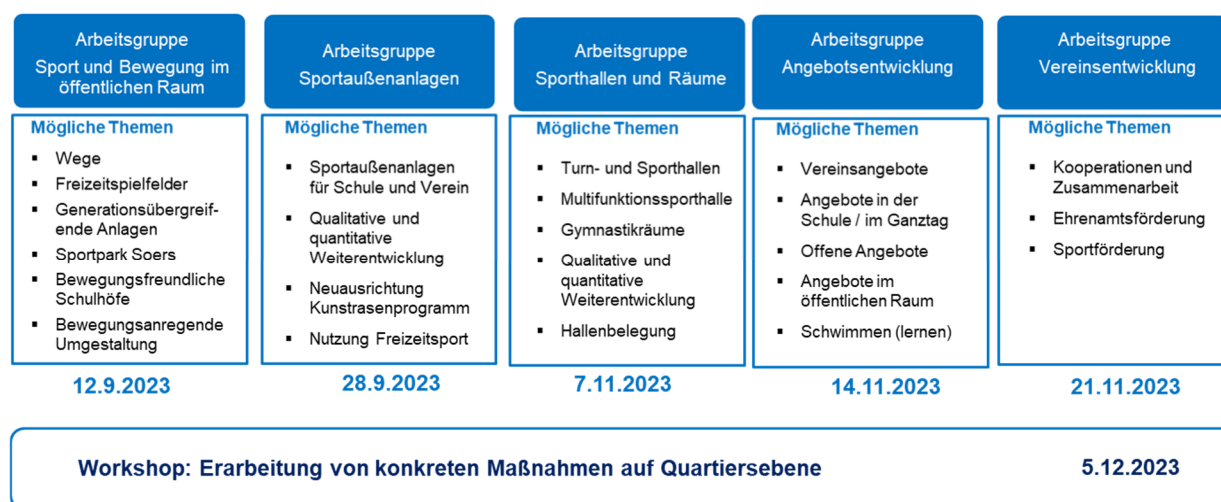 Arbeitsgruppe
Sport und Bewegung im
öffentlichen Raum
Mögliche Themen
Wege
Freizeitspielfelder
Generationsübergreif-
ende Anlagen
Sportpark Soers
Bewegungsfreundliche
Schulhöfe
Bewegungsanregende
Umgestaltung
12.9.2023
Arbeitsgruppe
Sportaußenanlagen
Mögliche Themen
Sportaußenanlagen
für Schule und Verein
Qualitative und
quantitative
Weiterentwicklung
Neuausrichtung
Kunstrasenprogramm
Nutzung Freizeitsport
28.9.2023
Arbeitsgruppe
Sporthallen und Räume
Mögliche Themen
Turn- und Sporthallen
Multifunktionssporthalle
Gymnastikräume
Qualitative und
quantitative
Weiterentwicklung
Hallenbelegung
7.11.2023
Arbeitsgruppe
Angebotsentwicklung
Mögliche Themen
Vereinsangebote
Angebote in der
Schule / im Ganztag
Offene Angebote
Angebote im
öffentlichen Raum
Schwimmen (lernen)
14.11.2023
Arbeitsgruppe
Vereinsentwicklung
Mögliche Themen
Kooperationen und
Zusammenarbeit
Ehrenamtsförderung
Sportförderung
21.11.2023
Workshop: Erarbeitung von konkreten Maßnahmen auf Quartiersebene 5.12.2023